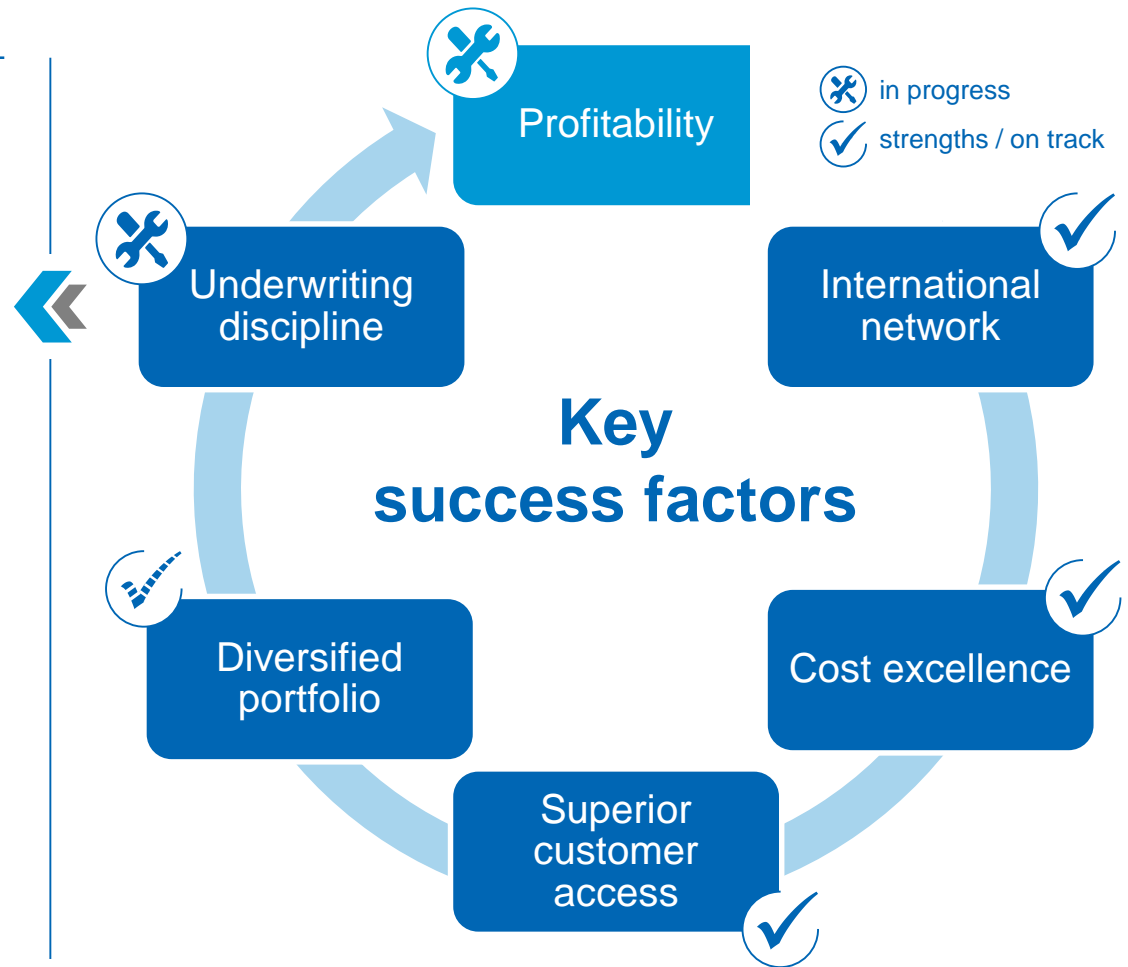 Profitability
in progress
strengths / on track
Underwriting
discipline
International
network
Key
success factors
Diversified
portfolio
Cost excellence
Superior
customer
access